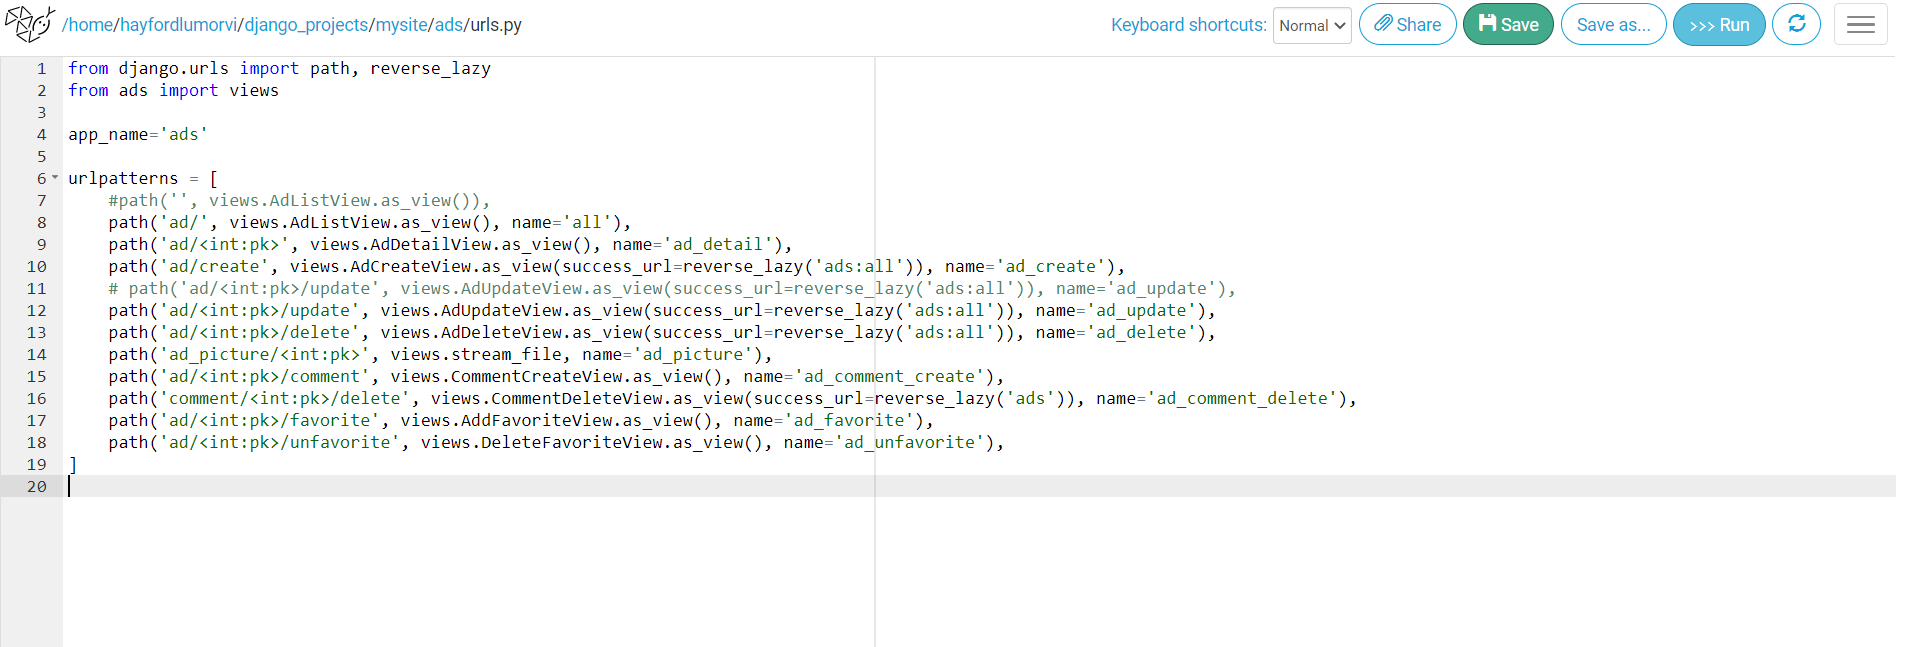 /home/hayfordlumorvi/django_projects/mysite/ads/urls.py Keyboard shortcuts: Normal Share Save Save as... >>> Run
1 from django.urls import path, reverse_lazy
2 from ads import views
3
4 app_name='ads'
5
6 urlpatterns = [
7     #path('', views.AdListView.as_view()),
8     path('ad/', views.AdListView.as_view(), name='all'),
9     path('ad/<int:pk>', views.AdDetailView.as_view(), name='ad_detail'),
10     path('ad/create', views.AdCreateView.as_view(success_url=reverse_lazy('ads:all')), name='ad_create'),
11     # path('ad/<int:pk>/update', views.AdUpdateView.as_view(success_url=reverse_lazy('ads:all')), name='ad_update'),
12     path('ad/<int:pk>/update', views.AdUpdateView.as_view(success_url=reverse_lazy('ads:all')), name='ad_update'),
13     path('ad/<int:pk>/delete', views.AdDeleteView.as_view(success_url=reverse_lazy('ads:all')), name='ad_delete'),
14     path('ad_picture/<int:pk>', views.stream_file, name='ad_picture'),
15     path('ad/<int:pk>/comment', views.CommentCreateView.as_view(), name='ad_comment_create'),
16     path('comment/<int:pk>/delete', views.CommentDeleteView.as_view(success_url=reverse_lazy('ads')), name='ad_comment_delete'),
17     path('ad/<int:pk>/favorite', views.AddFavoriteView.as_view(), name='ad_favorite'),
18     path('ad/<int:pk>/unfavorite', views.DeleteFavoriteView.as_view(), name='ad_unfavorite'),
19 ]
20